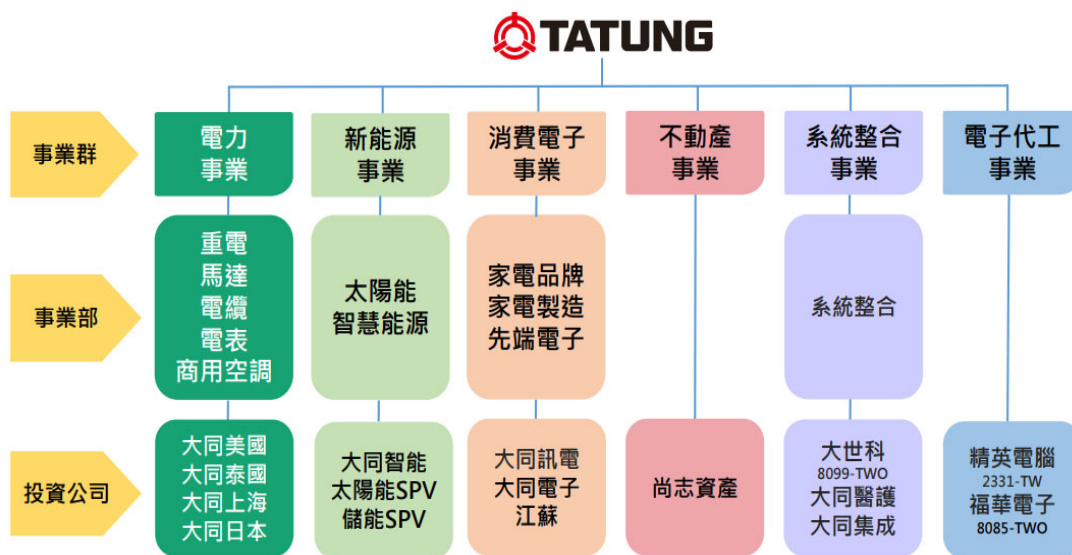 TATUNG
事業群
電力
事業
新能源
事業
消費電子
事業
不動產
事業
系統整合
事業
電子代工
事業
事業部
重電
馬達
電纜
電表
商用空調
太陽能
智慧能源
家電品牌
家電製造
先端電子
系統整合
投資公司
大同美國
大同泰國
大同上海
大同日本
大同智能
太陽能SPV
儲能SPV
大同訊電
大同電子
江蘇
尚志資產
大世科
8099-TWO
大同醫護
大同集成
精英電腦
2331-TW
福華電子
8085-TWO